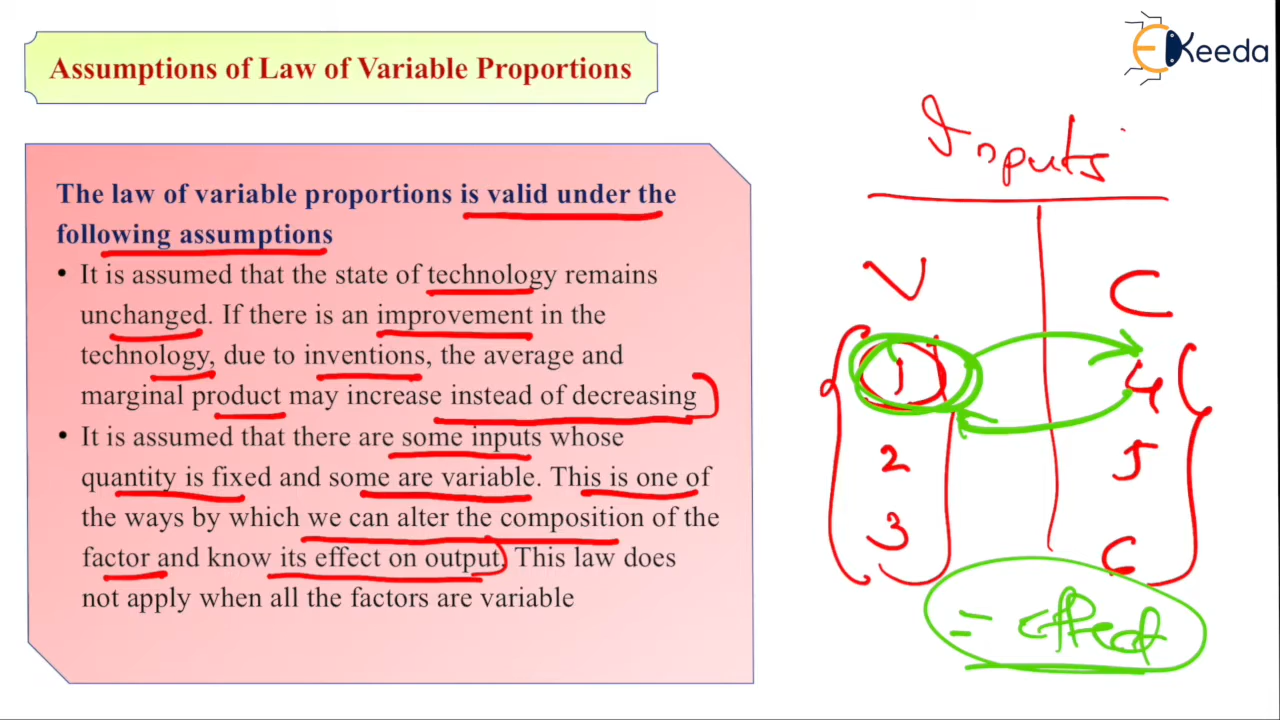 Assumptions of Law of Variable Proportions
EKeeda
The law of variable proportions is valid under the
following assumptions
• It is assumed that the state of technology remains
unchanged. If there is an improvement in the
technology, due to inventions, the average and
marginal product may increase instead of decreasing
• It is assumed that there are some inputs whose
quantity is fixed and some are variable. This is one of
the ways by which we can alter the composition of the
factor and know its effect on output. This law does
not apply when all the factors are variable
Inputs
V C
1 4
2 5
3 6
= effect